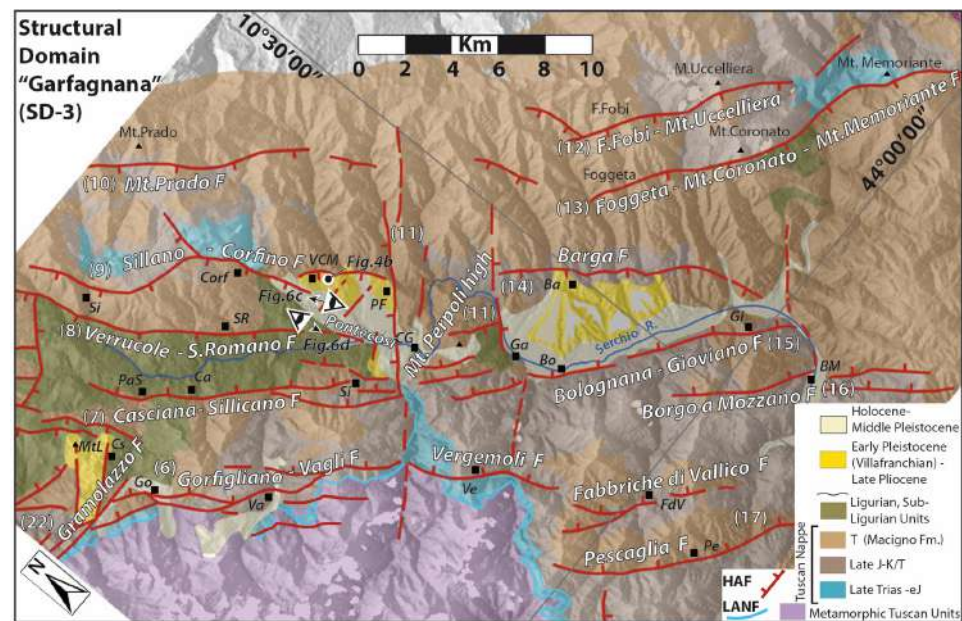 Structural
Domain
"Garfagnana"
(SD-3)
10°30'00"
Km
0 2 4 6 8 10
M.Uccelliera
Mt. Memoriante
F.Fobi
(12) F.Fobi - Mt.Uccelliera
Mt.Coronato
Mt.Prado
Foggeta
(10) Mt.Prado F
(13) Foggeta - Mt.Coronato - Mt.Memoriante F
44°00'00"
(11)
(9) Sillano - Corfino F
VCM
Fig.4b
Corf
Barga F
(14)
Ba
Si
Fig.6c
PF
Mt. Perpoli high
(11)
SR
Pontecosi
Serchio R.
Gi
(8) Verrucole - S.Romano F
Fig.6d
CG
Ga
Bo
Bolognana - Gioviano F (15)
PaS
Ca
Si
BM
(7) Casciana-Sillicano F
Borgo a Mozzano F (16)
MtL
Cs
Gramolazzo F
(6) Gorfigliano - Vagli F
Go
Va
Vergemoli F
Ve
Fabbriche di Vallico F
FdV
(22)
(17)
Pescaglia F
Pe
N
Holocene-
Middle Pleistocene
Early Pleistocene
(Villafranchian) -
Late Pliocene
Ligurian, Sub-
Ligurian Units
Tuscan Nappe
T (Macigno Fm.)
Late J-K/T
Late Trias -eJ
HAF
LANF
Metamorphic Tuscan Units